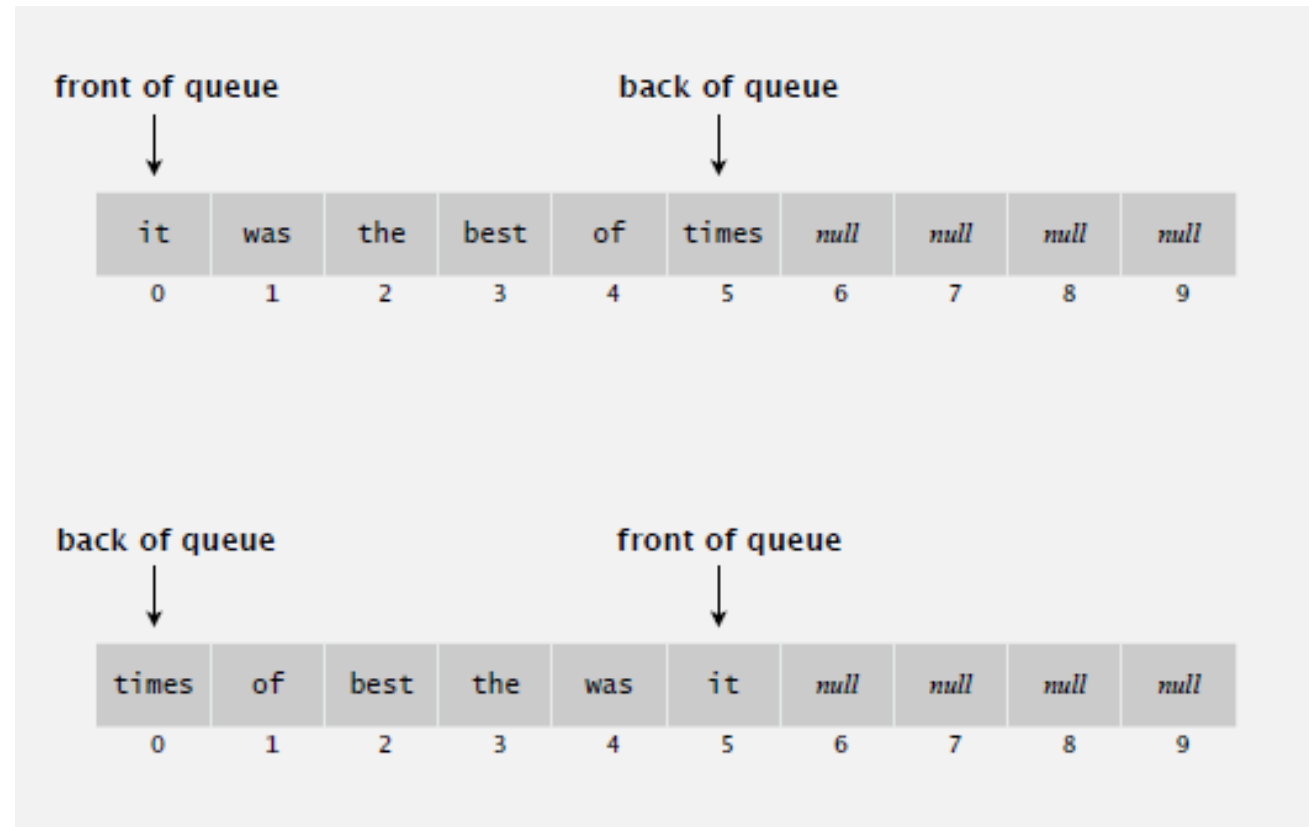 front of queue back of queue
it was the best of times null null null null
0 1 2 3 4 5 6 7 8 9
back of queue front of queue
times of best the was it null null null null
0 1 2 3 4 5 6 7 8 9